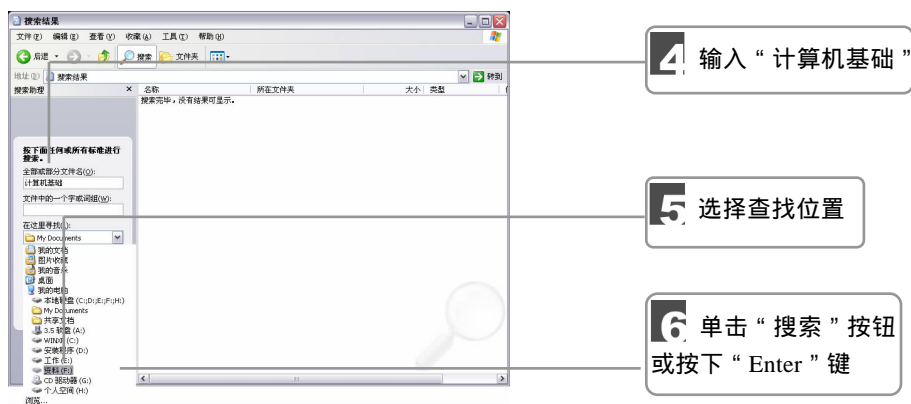 搜索结果
文件(F) 编辑(E) 查看(V) 收藏(A) 工具(T) 帮助(H)
后退 搜索 文件夹
地址(D) 搜索结果 转到
搜索助理 名称 所在文件夹 大小 类型
搜索完毕，没有结果可显示。
按下面任何或所有标准进行
搜索。
全部或部分文件名(O):
计算机基础
文件中的一个字或词组(W):
在这里寻找(L):
My Documents
我的文档
图片收藏
我的音乐
桌面
我的电脑
本地硬盘 (C:;D:;E:;F:;H:)
My Documents
共享文档
3.5 软盘 (A:)
(C:)
安装程序 (D:)
工作 (E:)
资料 (F:)
CD 驱动器 (G:)
个人空间 (H:)
浏览...
4 输入“计算机基础”
5 选择查找位置
6 单击“搜索”按钮
或按下“Enter”键